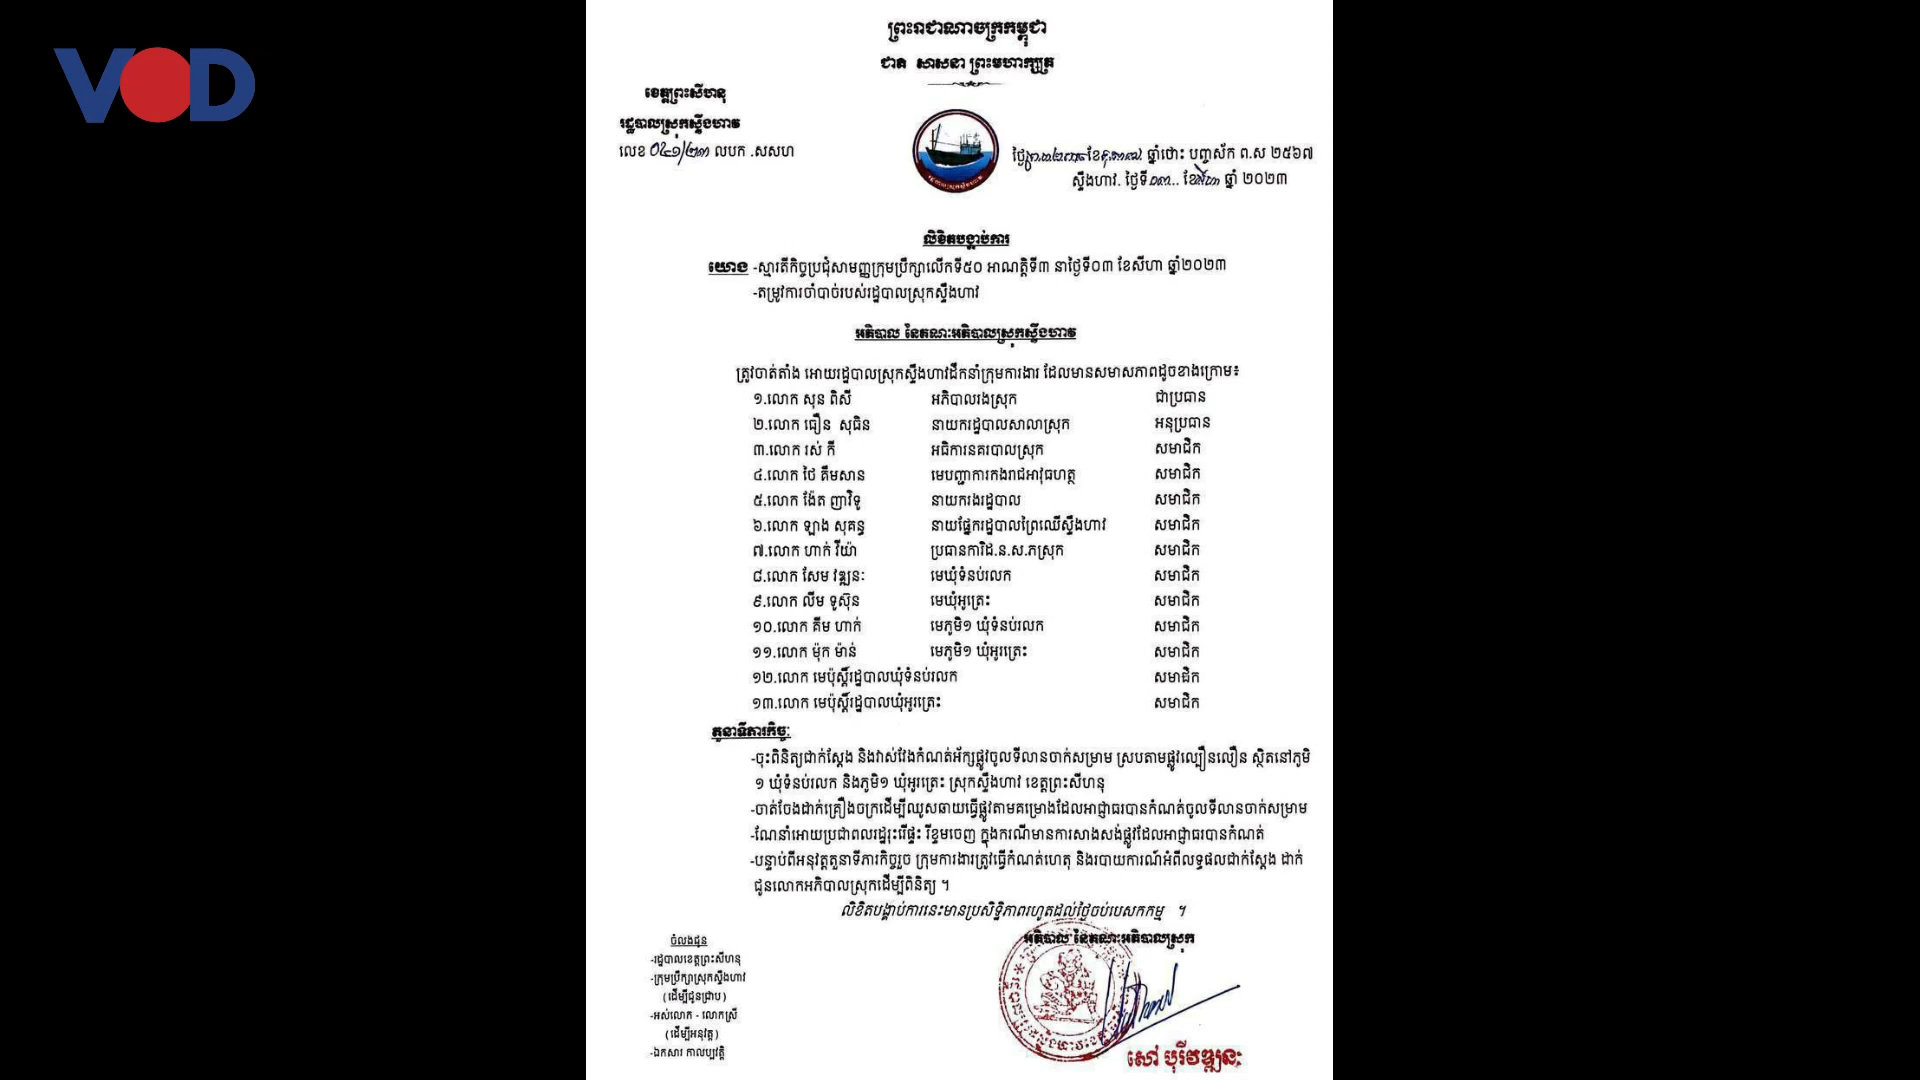 VOD
ព្រះរាជាណាចក្រកម្ពុជា
ជាតិ សាសនា ព្រះមហាក្សត្រ
ខេត្តព្រះសីហនុ
រដ្ឋបាលស្រុកស្ទឹងហាវ
លេខ ០៤១/២៣ លបក .សសហ
ថ្ងៃ ខែ ឆ្នាំថោះ បញ្ចស័ក ព.ស ២៥៦៧
ស្ទឹងហាវ. ថ្ងៃទី ខែសីហា ឆ្នាំ ២០២៣
លិខិតបង្គាប់ការ
យោង -ស្មារតីកិច្ចប្រជុំសាមញ្ញក្រុមប្រឹក្សាលើកទី៥០ អាណត្តិទី៣ នាថ្ងៃទី០៣ ខែសីហា ឆ្នាំ២០២៣
-តម្រូវការចាំបាច់របស់រដ្ឋបាលស្រុកស្ទឹងហាវ
អភិបាល នៃគណៈអភិបាលស្រុកស្ទឹងហាវ
ត្រូវចាត់តាំង អោយរដ្ឋបាលស្រុកស្ទឹងហាវដឹកនាំក្រុមការងារ ដែលមានសមាសភាពដូចខាងក្រោម៖
១.លោក សុន ពិសី អភិបាលរងស្រុក ជាប្រធាន
២.លោក ធឿន សុធិន នាយករដ្ឋបាលសាលាស្រុក អនុប្រធាន
៣.លោក រស់ កី អធិការនគរបាលស្រុក សមាជិក
៤.លោក ថៃ គឹមសាន មេបញ្ជាការកងរាជអាវុធហត្ថ សមាជិក
៥.លោក ង៉ែត ញាវិទូ នាយករងរដ្ឋបាល សមាជិក
៦.លោក ឡាង សុគន្ធ នាយផ្នែករដ្ឋបាលព្រៃឈើស្ទឹងហាវ សមាជិក
៧.លោក ហាក់ វីយ៉ា ប្រធានការិដ.ន.ស.ភស្រុក សមាជិក
៨.លោក សែម វឌ្ឍនៈ មេឃុំទំនប់រលក សមាជិក
៩.លោក លឹម ទូស៊ុន មេឃុំអូត្រេះ សមាជិក
១០.លោក គីម ហាក់ មេភូមិ១ ឃុំទំនប់រលក សមាជិក
១១.លោក ម៉ុក ម៉ាន់ មេភូមិ១ ឃុំអូរត្រេះ សមាជិក
១២.លោក មេប៉ុស្តិ៍រដ្ឋបាលឃុំទំនប់រលក សមាជិក
១៣.លោក មេប៉ុស្តិ៍រដ្ឋបាលឃុំអូរត្រេះ សមាជិក
តួនាទីភារកិច្ចៈ
-ចុះពិនិត្យជាក់ស្តែង និងវាស់វែងកំណត់អ័ក្សផ្លូវចូលទីលានចាក់សម្រាម ស្របតាមផ្លូវល្បឿនលឿន ស្ថិតនៅភូមិ
១ ឃុំទំនប់រលក និងភូមិ១ ឃុំអូរត្រេះ ស្រុកស្ទឹងហាវ ខេត្តព្រះសីហនុ
-ចាត់ចែងដាក់គ្រឿងចក្រដើម្បីឈូសឆាយធ្វើផ្លូវតាមគម្រោងដែលអាជ្ញាធរបានកំណត់ចូលទីលានចាក់សម្រាម
-ណែនាំអោយប្រជាពលរដ្ឋរុះរើផ្ទះ រឺខ្ទមចេញ ក្នុងករណីមានការសាងសង់ផ្លូវដែលអាជ្ញាធរបានកំណត់
-បន្ទាប់ពីអនុវត្តតួនាទីភារកិច្ចរួច ក្រុមការងារត្រូវធ្វើកំណត់ហេតុ និងរបាយការណ៍អំពីលទ្ធផលជាក់ស្តែង ដាក់
ជូនលោកអភិបាលស្រុកដើម្បីពិនិត្យ ។
លិខិតបង្គាប់ការនេះមានប្រសិទ្ធិភាពរហូតដល់ថ្ងៃចប់បេសកកម្ម ។
អភិបាល នៃគណៈអភិបាលស្រុក
ចំលងជូន
-រដ្ឋបាលខេត្តព្រះសីហនុ
-ក្រុមប្រឹក្សាស្រុកស្ទឹងហាវ
(ដើម្បីជូនជ្រាប)
-អស់លោក - លោកស្រី
(ដើម្បីអនុវត្ត)
-ឯកសារ កាលប្បវត្តិ
សៅ បុរីវឌ្ឍនៈ